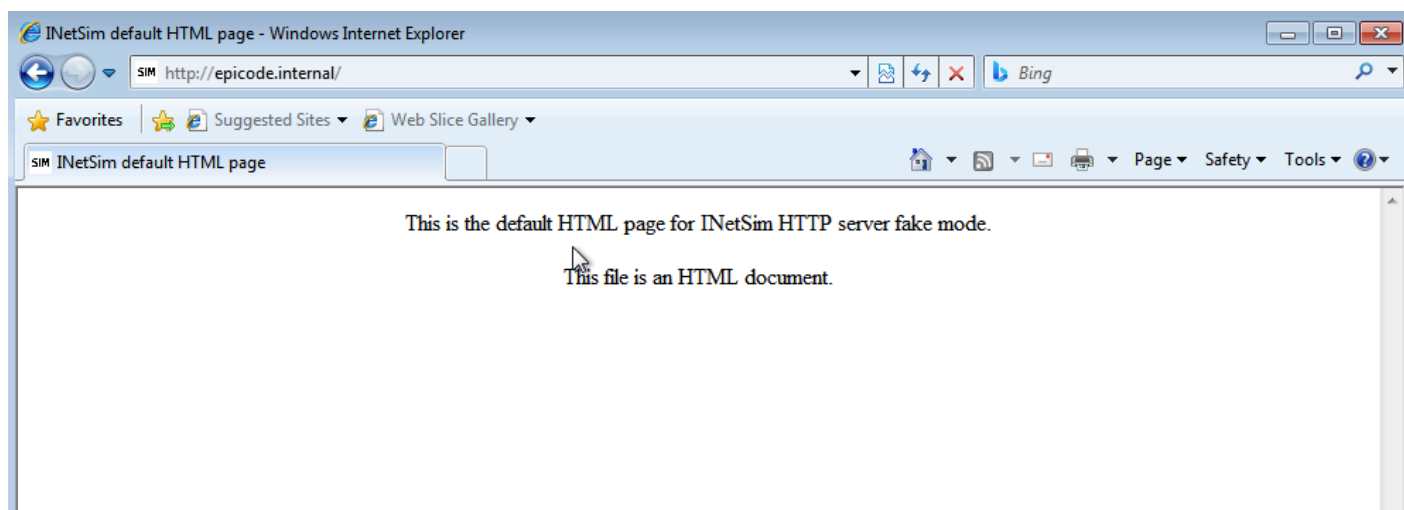 INetSim default HTML page - Windows Internet Explorer
SIM http://epicode.internal/ Bing
Favorites Suggested Sites Web Slice Gallery
SIM INetSim default HTML page Page Safety Tools
This is the default HTML page for INetSim HTTP server fake mode.
This file is an HTML document.